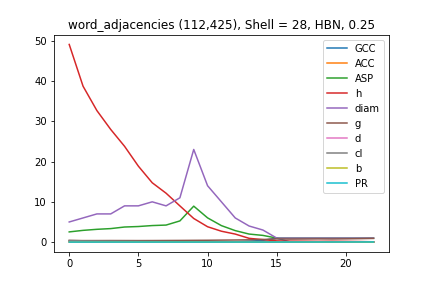 word_adjacencies (112,425), Shell = 28, HBN, 0.25
50
40
30
20
10
0
0 5 10 15 20
GCC
ACC
ASP
h
diam
g
d
cl
b
PR